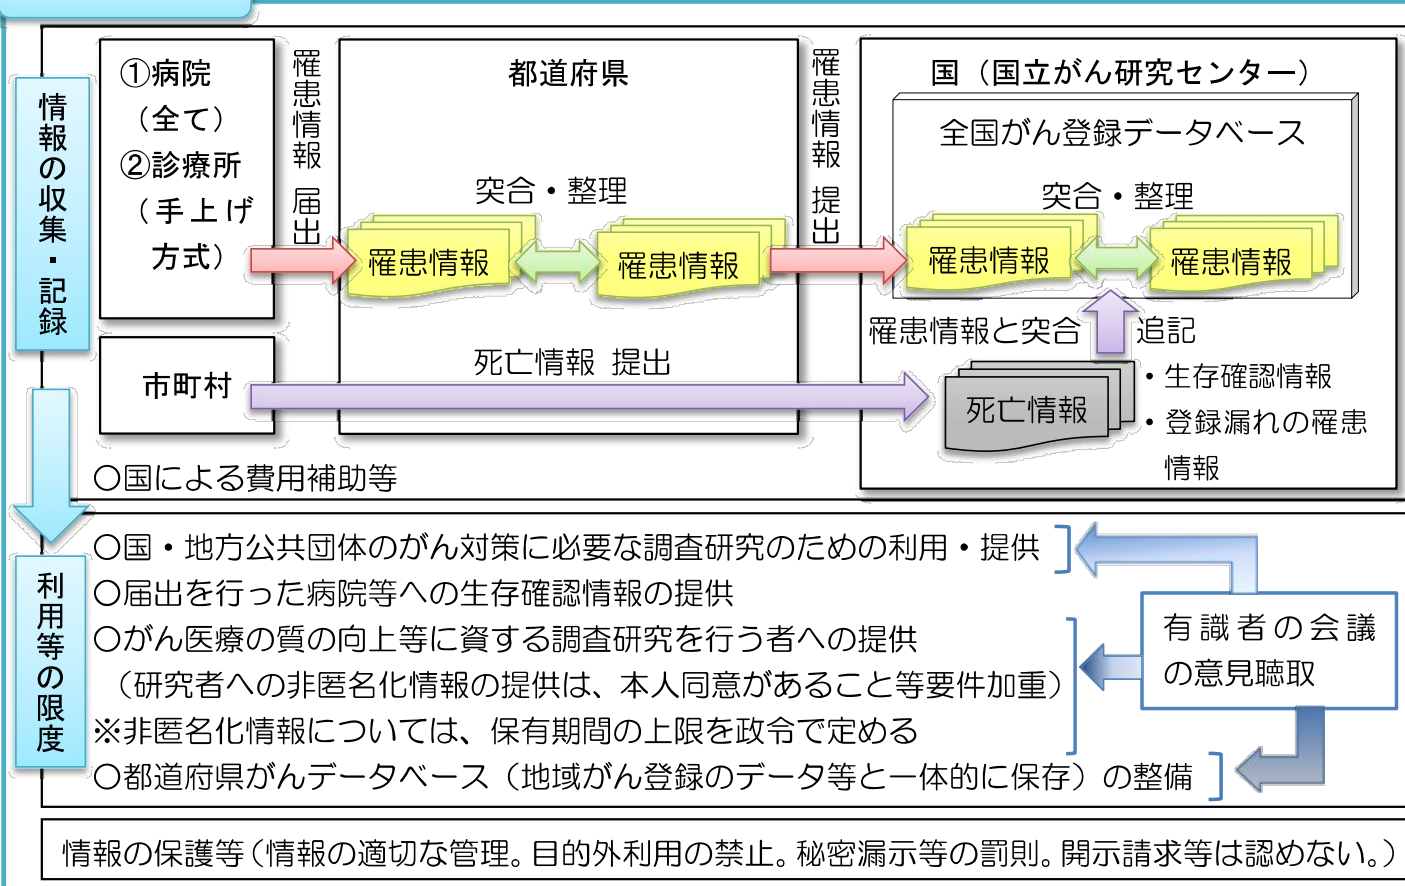 情報の収集・記録
①病院
（全て）
②診療所
（手上げ
方式）
罹患情報 届出
都道府県
突合・整理
罹患情報
罹患情報
罹患情報 提出
国（国立がん研究センター）
全国がん登録データベース
突合・整理
罹患情報
罹患情報
罹患情報と突合
追記
市町村
死亡情報 提出
死亡情報
・生存確認情報
・登録漏れの罹患
情報
○国による費用補助等
利用等の限度
○国・地方公共団体のがん対策に必要な調査研究のための利用・提供
○届出を行った病院等への生存確認情報の提供
○がん医療の質の向上等に資する調査研究を行う者への提供
（研究者への非匿名化情報の提供は、本人同意があること等要件加重）
※非匿名化情報については、保有期間の上限を政令で定める
○都道府県がんデータベース（地域がん登録のデータ等と一体的に保存）の整備
有識者の会議
の意見聴取
情報の保護等（情報の適切な管理。目的外利用の禁止。秘密漏示等の罰則。開示請求等は認めない。）